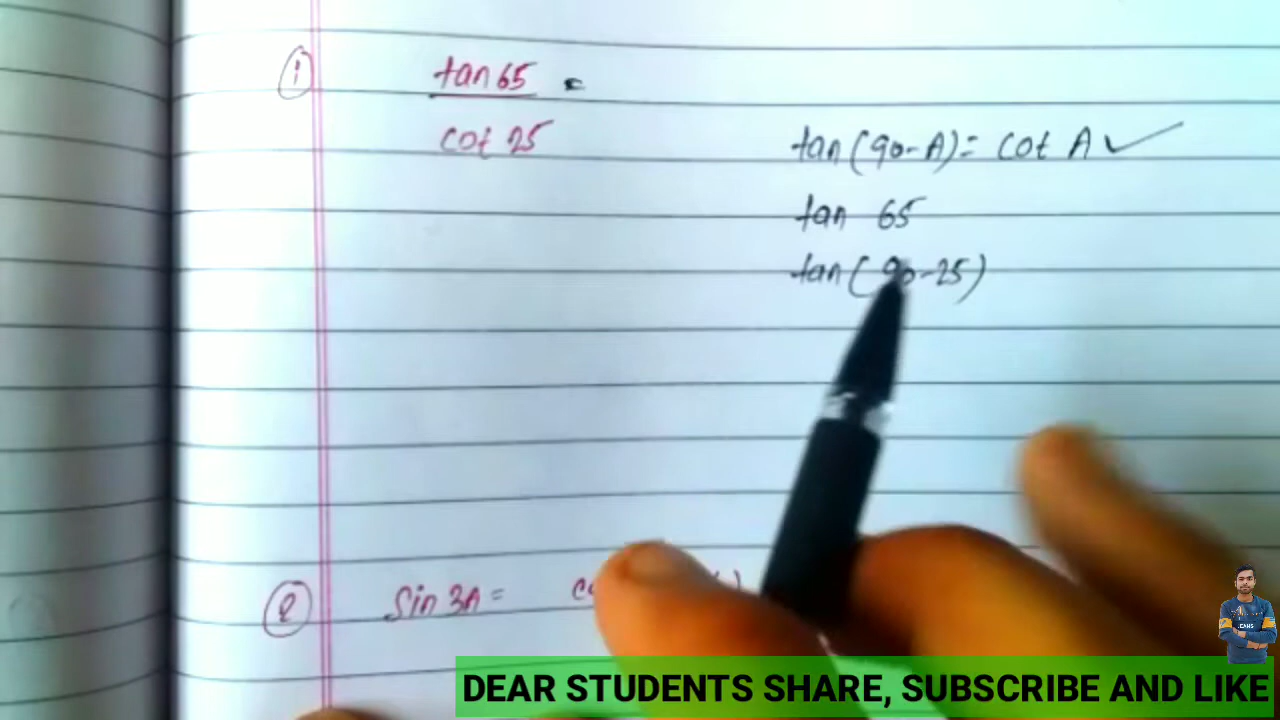 ① tan 65 =
cot 25
tan(90-A)= cot A ✓
tan 65
tan(90-25)
② Sin 3A =
DEAR STUDENTS SHARE, SUBSCRIBE AND LIKE